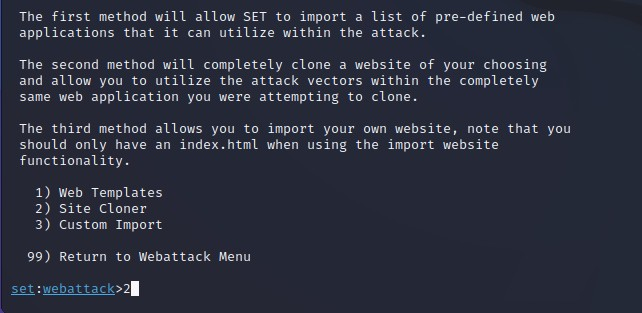 The first method will allow SET to import a list of pre-defined web
applications that it can utilize within the attack.
The second method will completely clone a website of your choosing
and allow you to utilize the attack vectors within the completely
same web application you were attempting to clone.
The third method allows you to import your own website, note that you
should only have an index.html when using the import website
functionality.
1) Web Templates
2) Site Cloner
3) Custom Import
99) Return to Webattack Menu
set:webattack>2